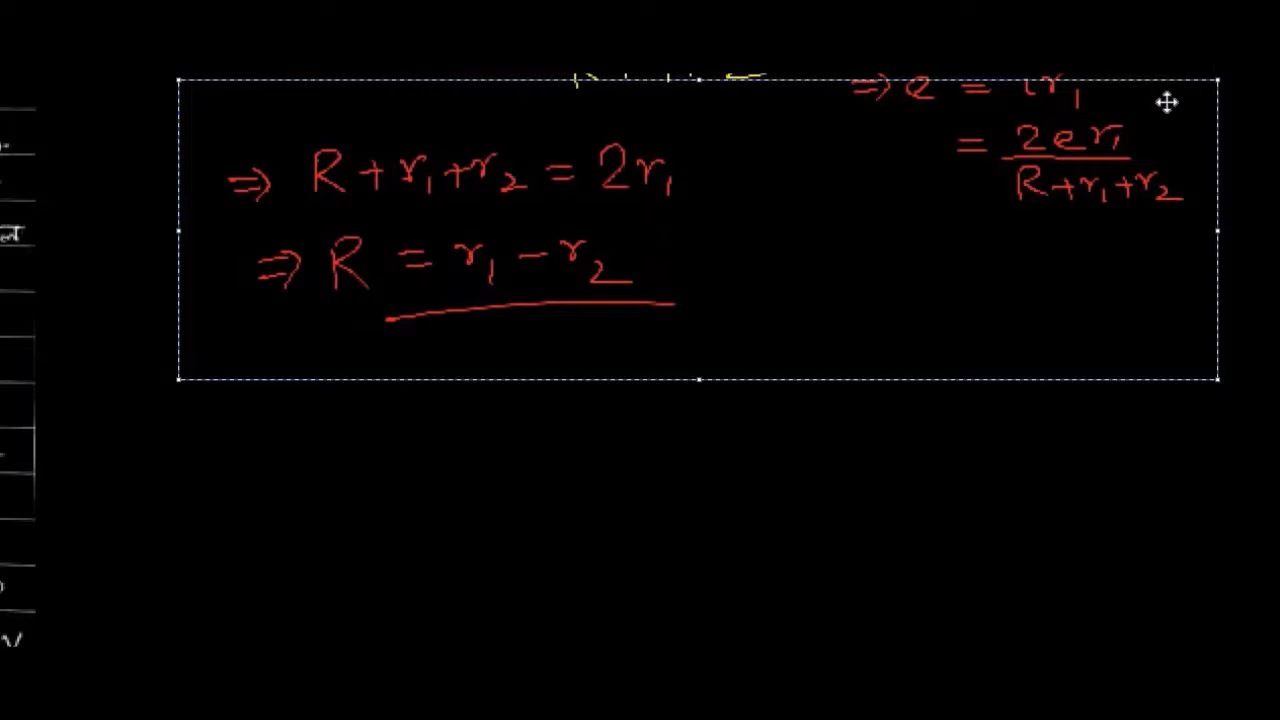 ⇒ e = ir₁
= 2er₁ / R+r₁+r₂
⇒ R+r₁+r₂ = 2r₁
⇒ R = r₁ - r₂